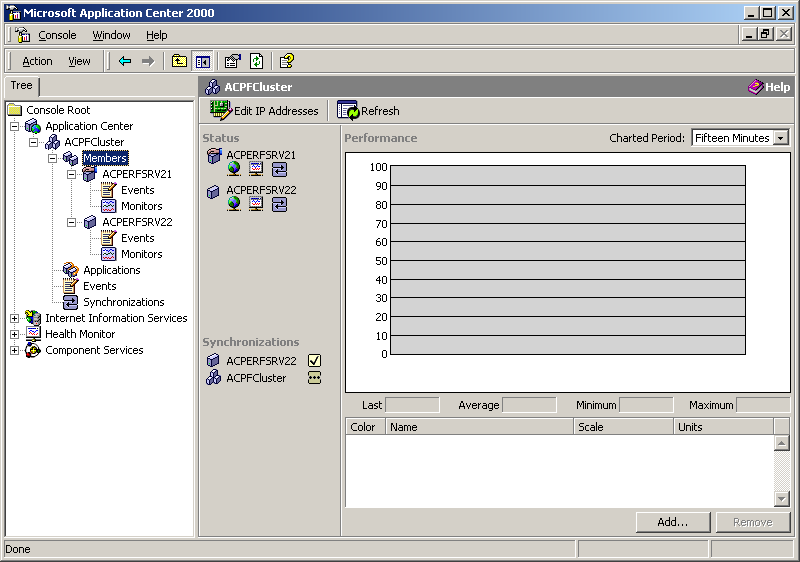 Microsoft Application Center 2000
Console Window Help
Action View
Tree
Console Root
Application Center
ACPFCluster
Members
ACPERFSRV21
Events
Monitors
ACPERFSRV22
Events
Monitors
Applications
Events
Synchronizations
Internet Information Services
Health Monitor
Component Services
ACPFCluster Help
Edit IP Addresses Refresh
Status
ACPERFSRV21
ACPERFSRV22
Synchronizations
ACPERFSRV22
ACPFCluster
Performance Charted Period: Fifteen Minutes
100
90
80
70
60
50
40
30
20
10
0
Last Average Minimum Maximum
Color Name Scale Units
Add... Remove
Done